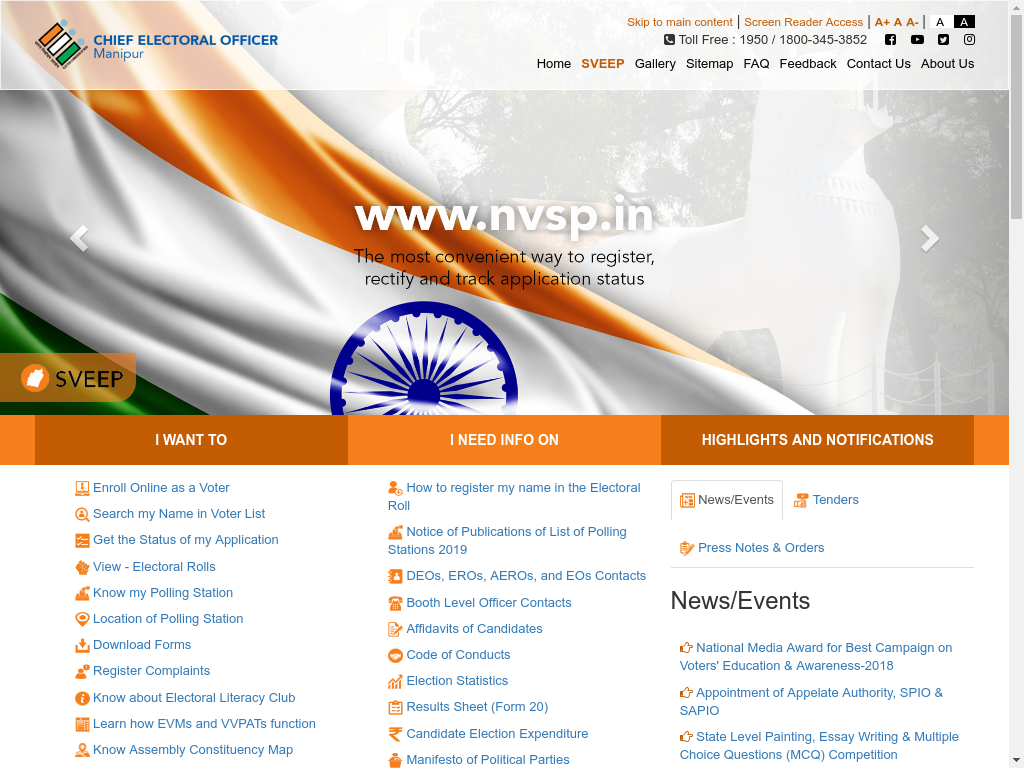 Skip to main content | Screen Reader Access | A+ A A- | A A
CHIEF ELECTORAL OFFICER
Manipur
Toll Free : 1950 / 1800-345-3852
Home SVEEP Gallery Sitemap FAQ Feedback Contact Us About Us
www.nvsp.in
The most convenient way to register,
rectify and track application status
SVEEP
I WANT TO
Enroll Online as a Voter
Search my Name in Voter List
Get the Status of my Application
View - Electoral Rolls
Know my Polling Station
Location of Polling Station
Download Forms
Register Complaints
Know about Electoral Literacy Club
Learn how EVMs and VVPATs function
Know Assembly Constituency Map
I NEED INFO ON
How to register my name in the Electoral
Roll
Notice of Publications of List of Polling
Stations 2019
DEOs, EROs, AEROs, and EOs Contacts
Booth Level Officer Contacts
Affidavits of Candidates
Code of Conducts
Election Statistics
Results Sheet (Form 20)
Candidate Election Expenditure
Manifesto of Political Parties
HIGHLIGHTS AND NOTIFICATIONS
News/Events Tenders
Press Notes & Orders
News/Events
National Media Award for Best Campaign on
Voters' Education & Awareness-2018
Appointment of Appelate Authority, SPIO &
SAPIO
State Level Painting, Essay Writing & Multiple
Choice Questions (MCQ) Competition